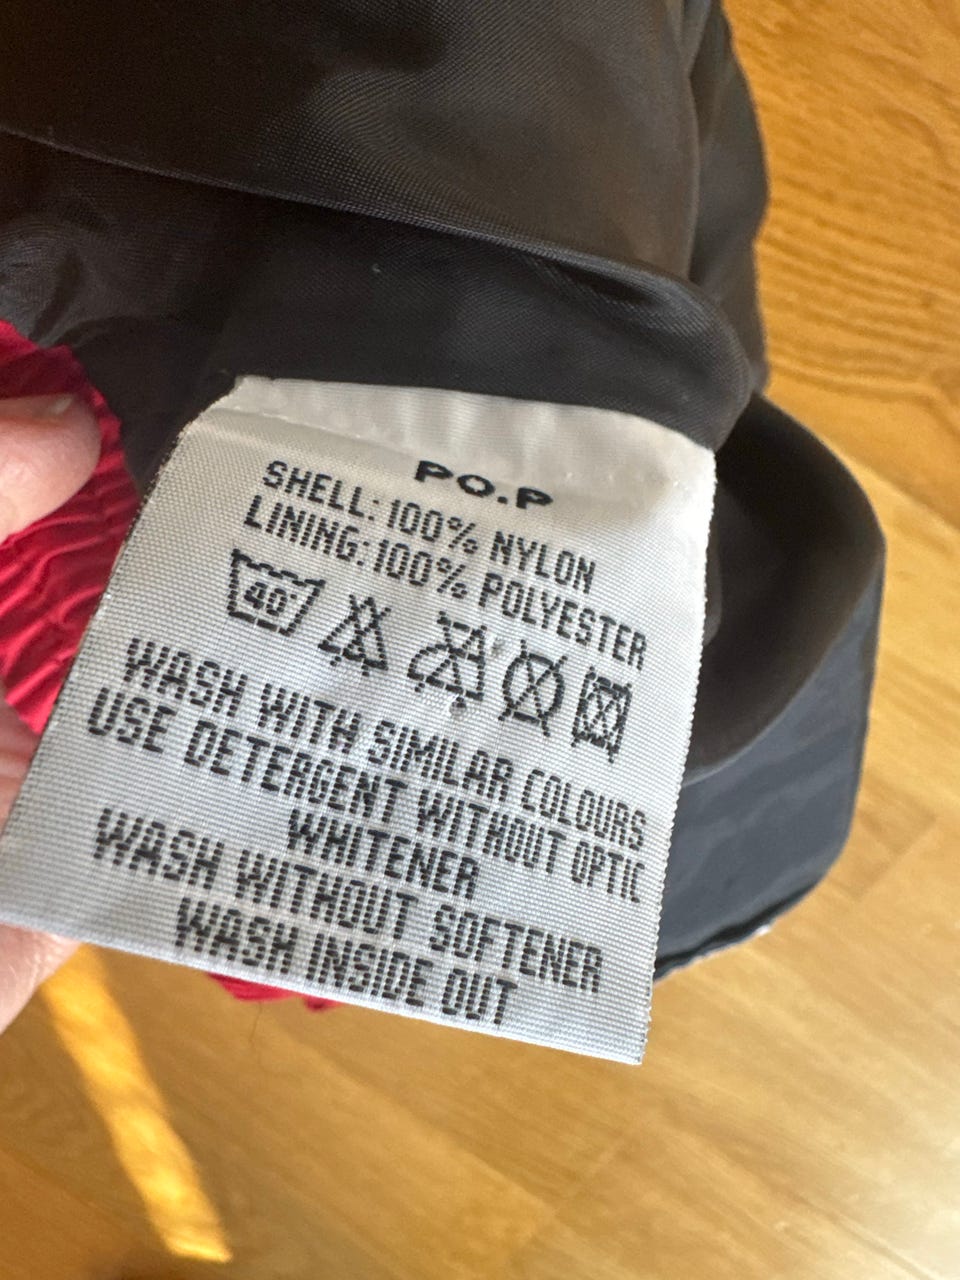 PO.P
SHELL: 100% NYLON
LINING: 100% POLYESTER
40°
WASH WITH SIMILAR COLOURS
USE DETERGENT WITHOUT OPTIC
WHITENER
WASH WITHOUT SOFTENER
WASH INSIDE OUT